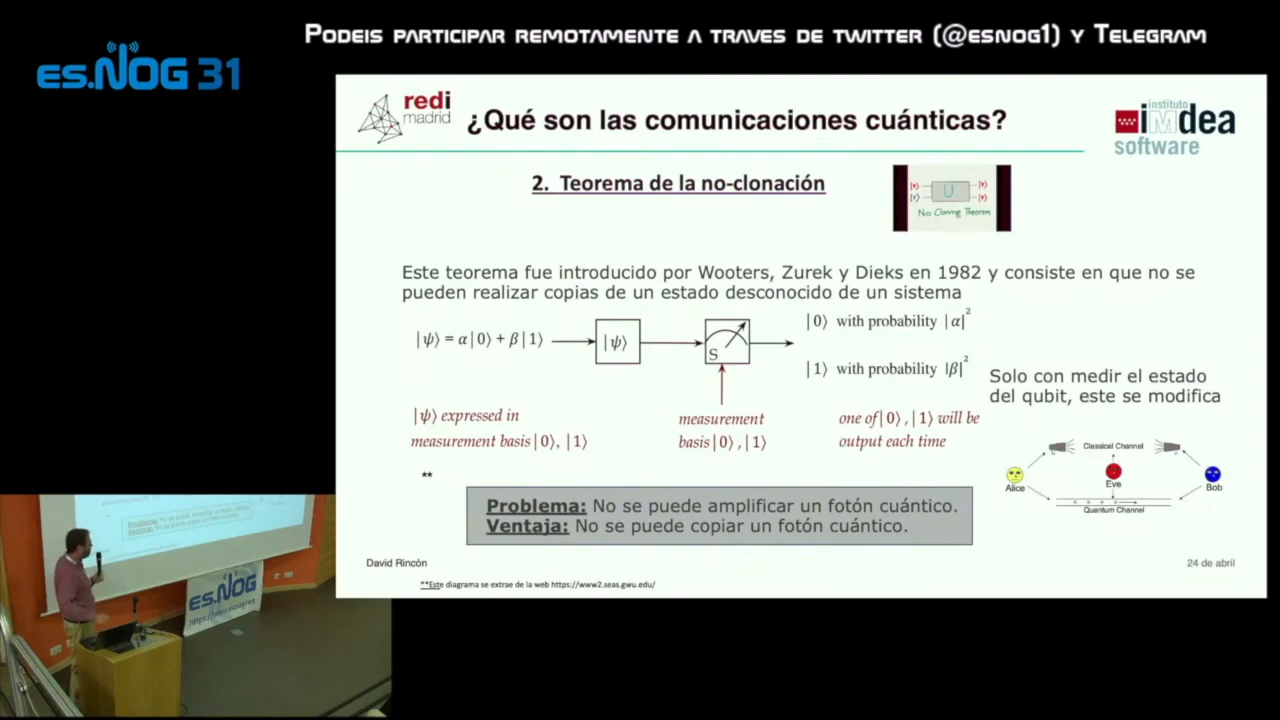 PODEIS PARTICIPAR REMOTAMENTE A TRAVES DE TWITTER (@ESNOG1) Y TELEGRAM
es.NOG 31
redi
madrid
¿Qué son las comunicaciones cuánticas?
instituto
iMdea
software
2. Teorema de la no-clonación
U
No Cloning Theorem
Este teorema fue introducido por Wooters, Zurek y Dieks en 1982 y consiste en que no se
pueden realizar copias de un estado desconocido de un sistema
|ψ⟩ = α|0⟩ + β|1⟩
|ψ⟩
S
|0⟩ with probability |α|²
|1⟩ with probability |β|²
Solo con medir el estado
del qubit, este se modifica
|ψ⟩ expressed in
measurement basis |0⟩, |1⟩
measurement
basis |0⟩, |1⟩
one of |0⟩, |1⟩ will be
output each time
Classical Channel
Alice
Eve
Bob
Quantum Channel
**
Problema: No se puede amplificar un fotón cuántico.
Ventaja: No se puede copiar un fotón cuántico.
David Rincón
24 de abril
**Este diagrama se extrae de la web https://www2.seas.gwu.edu/
es.NOG